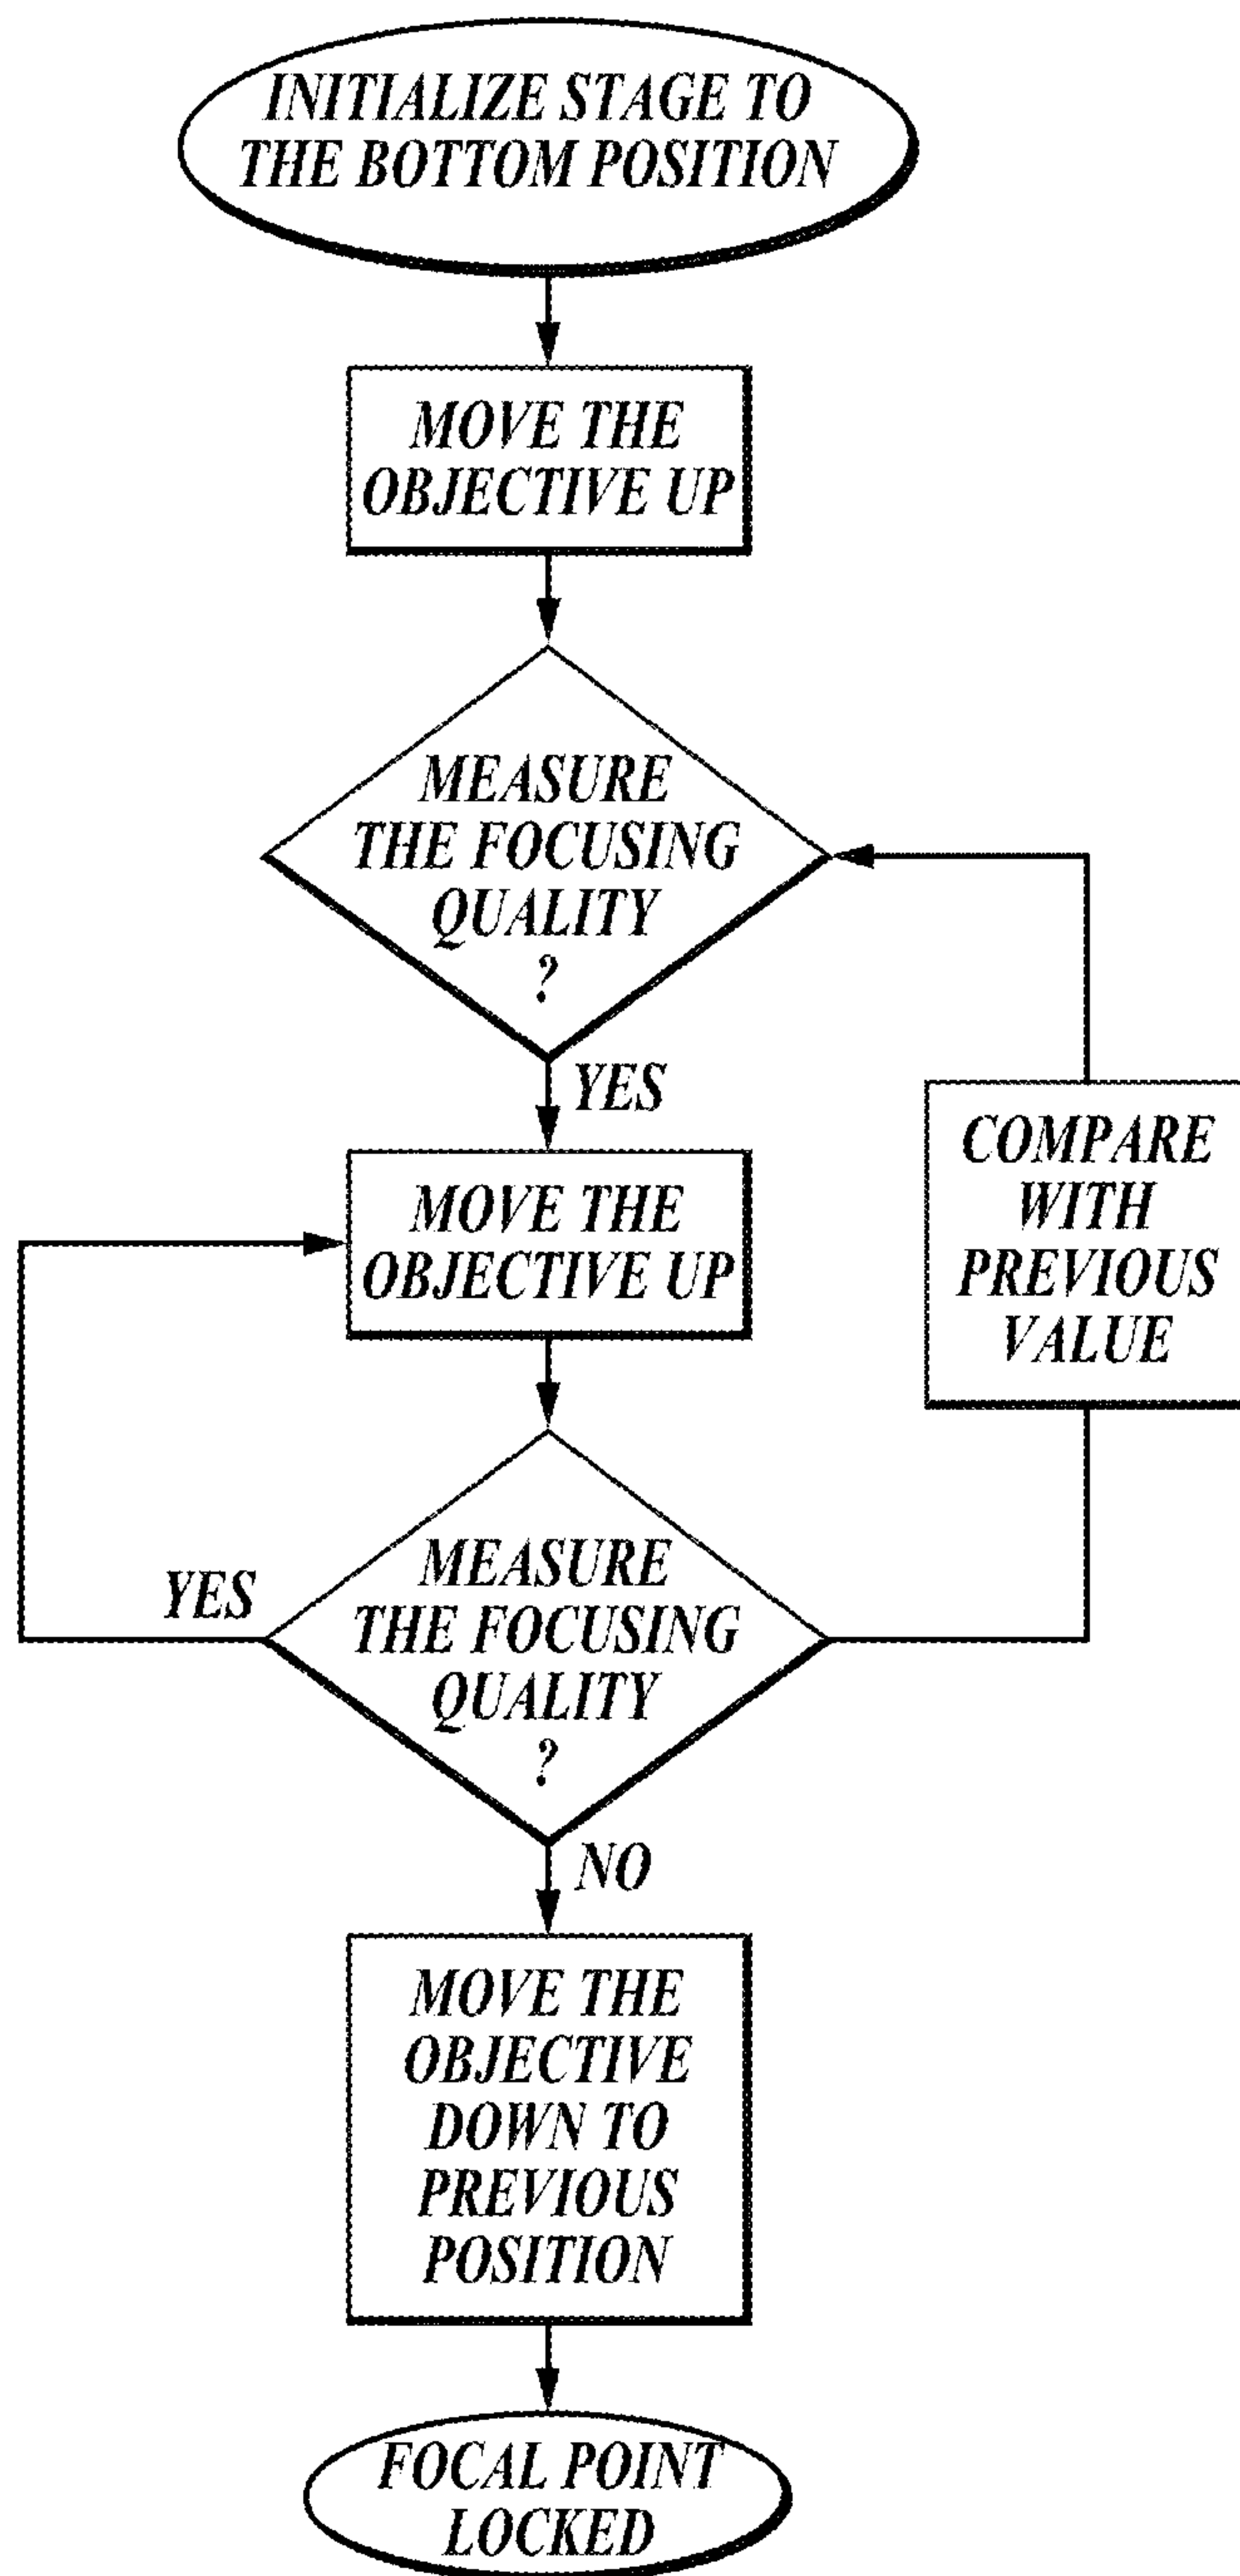 INITIALIZE STAGE TO
THE BOTTOM POSITION
MOVE THE
OBJECTIVE UP
MEASURE
THE FOCUSING
QUALITY
?
YES
MOVE THE
OBJECTIVE UP
COMPARE
WITH
PREVIOUS
VALUE
MEASURE
THE FOCUSING
QUALITY
?
YES
NO
MOVE THE
OBJECTIVE
DOWN TO
PREVIOUS
POSITION
FOCAL POINT
LOCKED